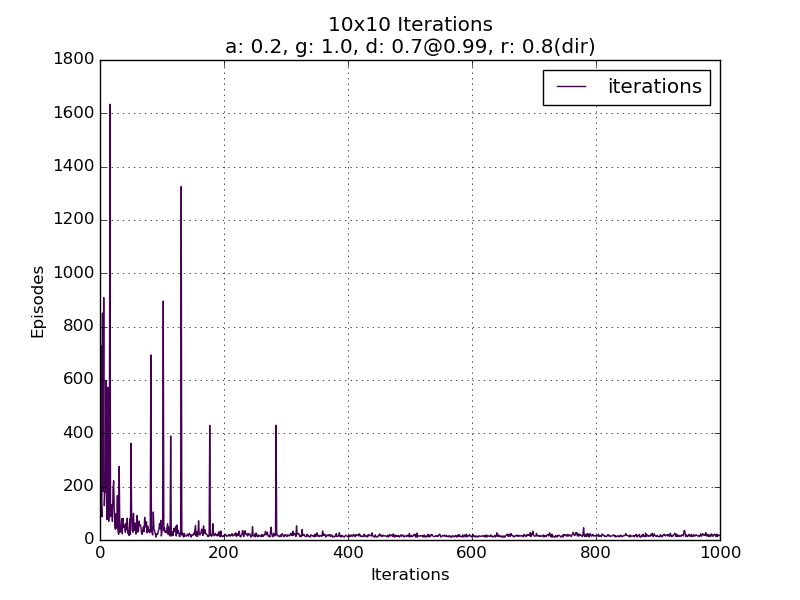 10x10 Iterations
a: 0.2, g: 1.0, d: 0.7@0.99, r: 0.8(dir)
iterations
Episodes
1800
1600
1400
1200
1000
800
600
400
200
0
0 200 400 600 800 1000
Iterations